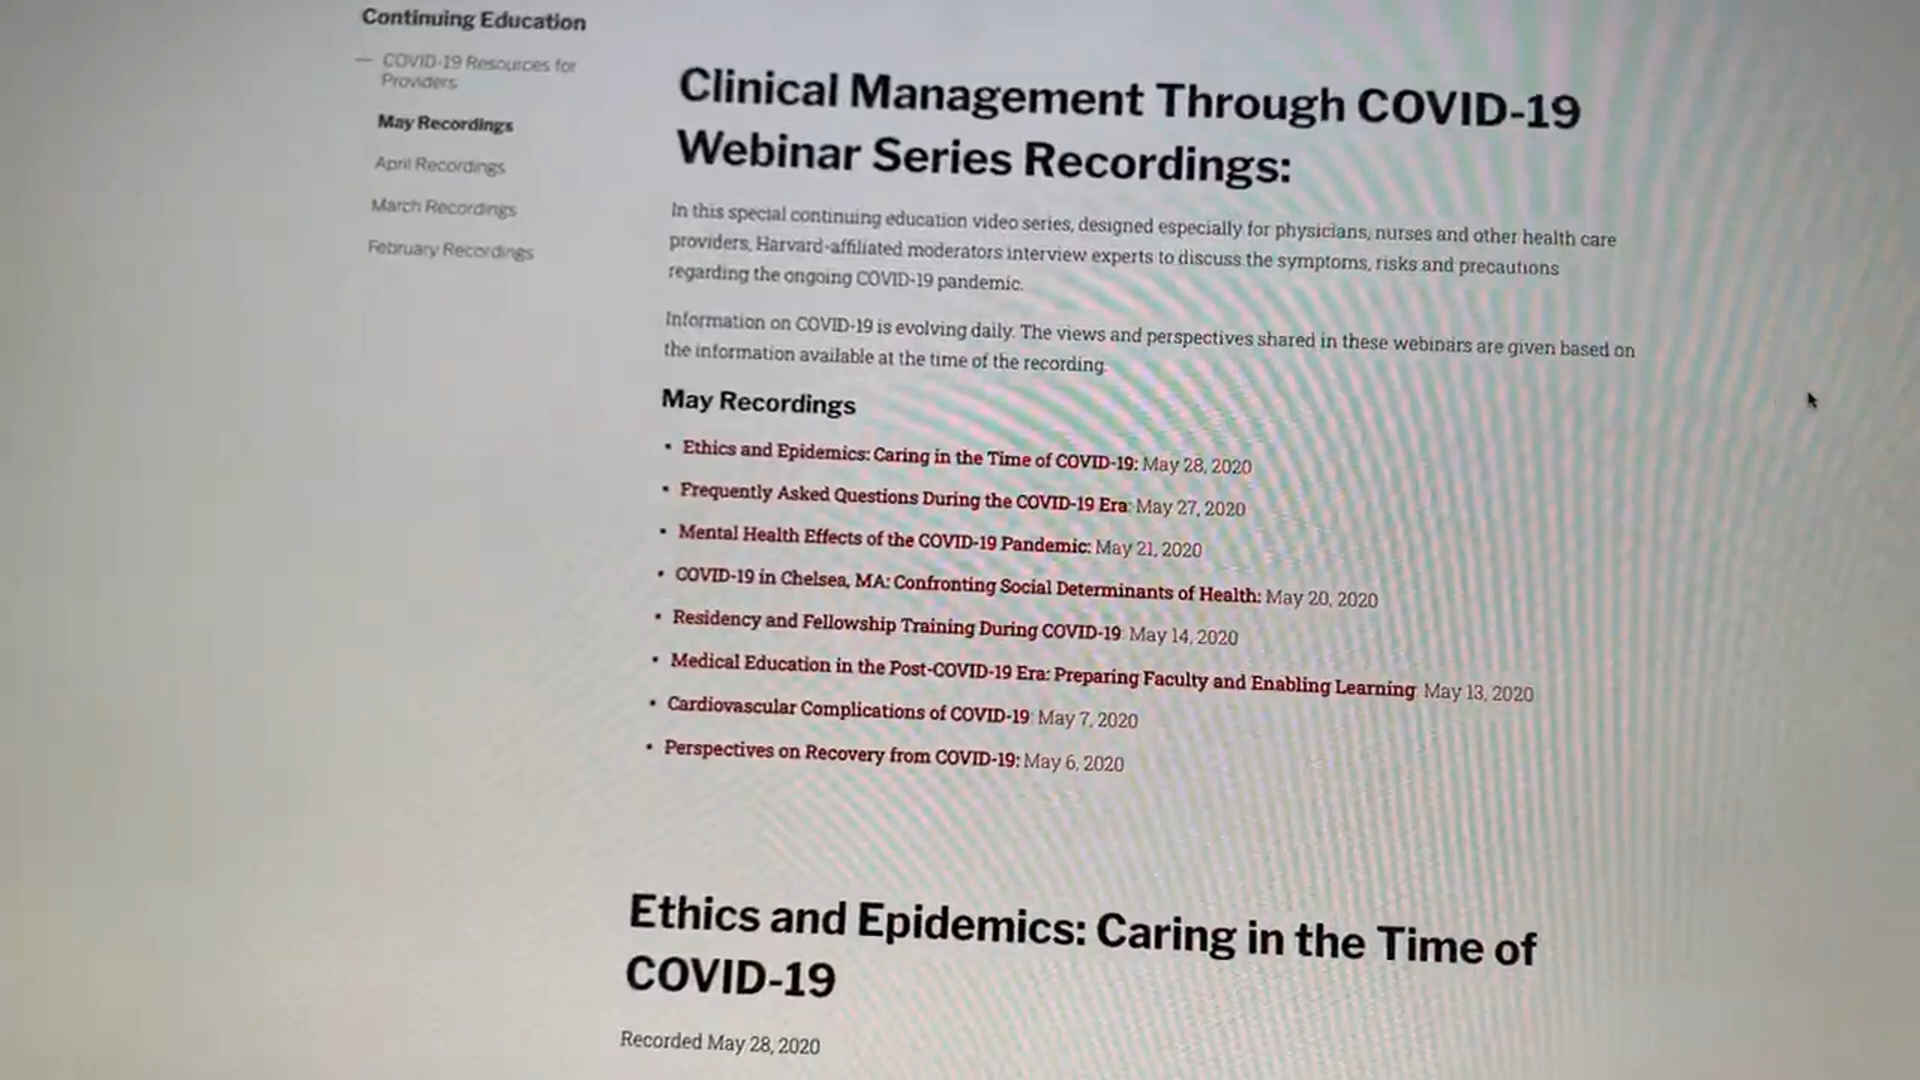 Continuing Education
— COVID-19 Resources for
Providers
May Recordings
April Recordings
March Recordings
February Recordings
Clinical Management Through COVID-19
Webinar Series Recordings:
In this special continuing education video series, designed especially for physicians, nurses and other health care
providers, Harvard-affiliated moderators interview experts to discuss the symptoms, risks and precautions
regarding the ongoing COVID-19 pandemic.
Information on COVID-19 is evolving daily. The views and perspectives shared in these webinars are given based on
the information available at the time of the recording.
May Recordings
• Ethics and Epidemics: Caring in the Time of COVID-19: May 28, 2020
• Frequently Asked Questions During the COVID-19 Era: May 27, 2020
• Mental Health Effects of the COVID-19 Pandemic: May 21, 2020
• COVID-19 in Chelsea, MA: Confronting Social Determinants of Health: May 20, 2020
• Residency and Fellowship Training During COVID-19: May 14, 2020
• Medical Education in the Post-COVID-19 Era: Preparing Faculty and Enabling Learning: May 13, 2020
• Cardiovascular Complications of COVID-19: May 7, 2020
• Perspectives on Recovery from COVID-19: May 6, 2020
Ethics and Epidemics: Caring in the Time of
COVID-19
Recorded May 28, 2020